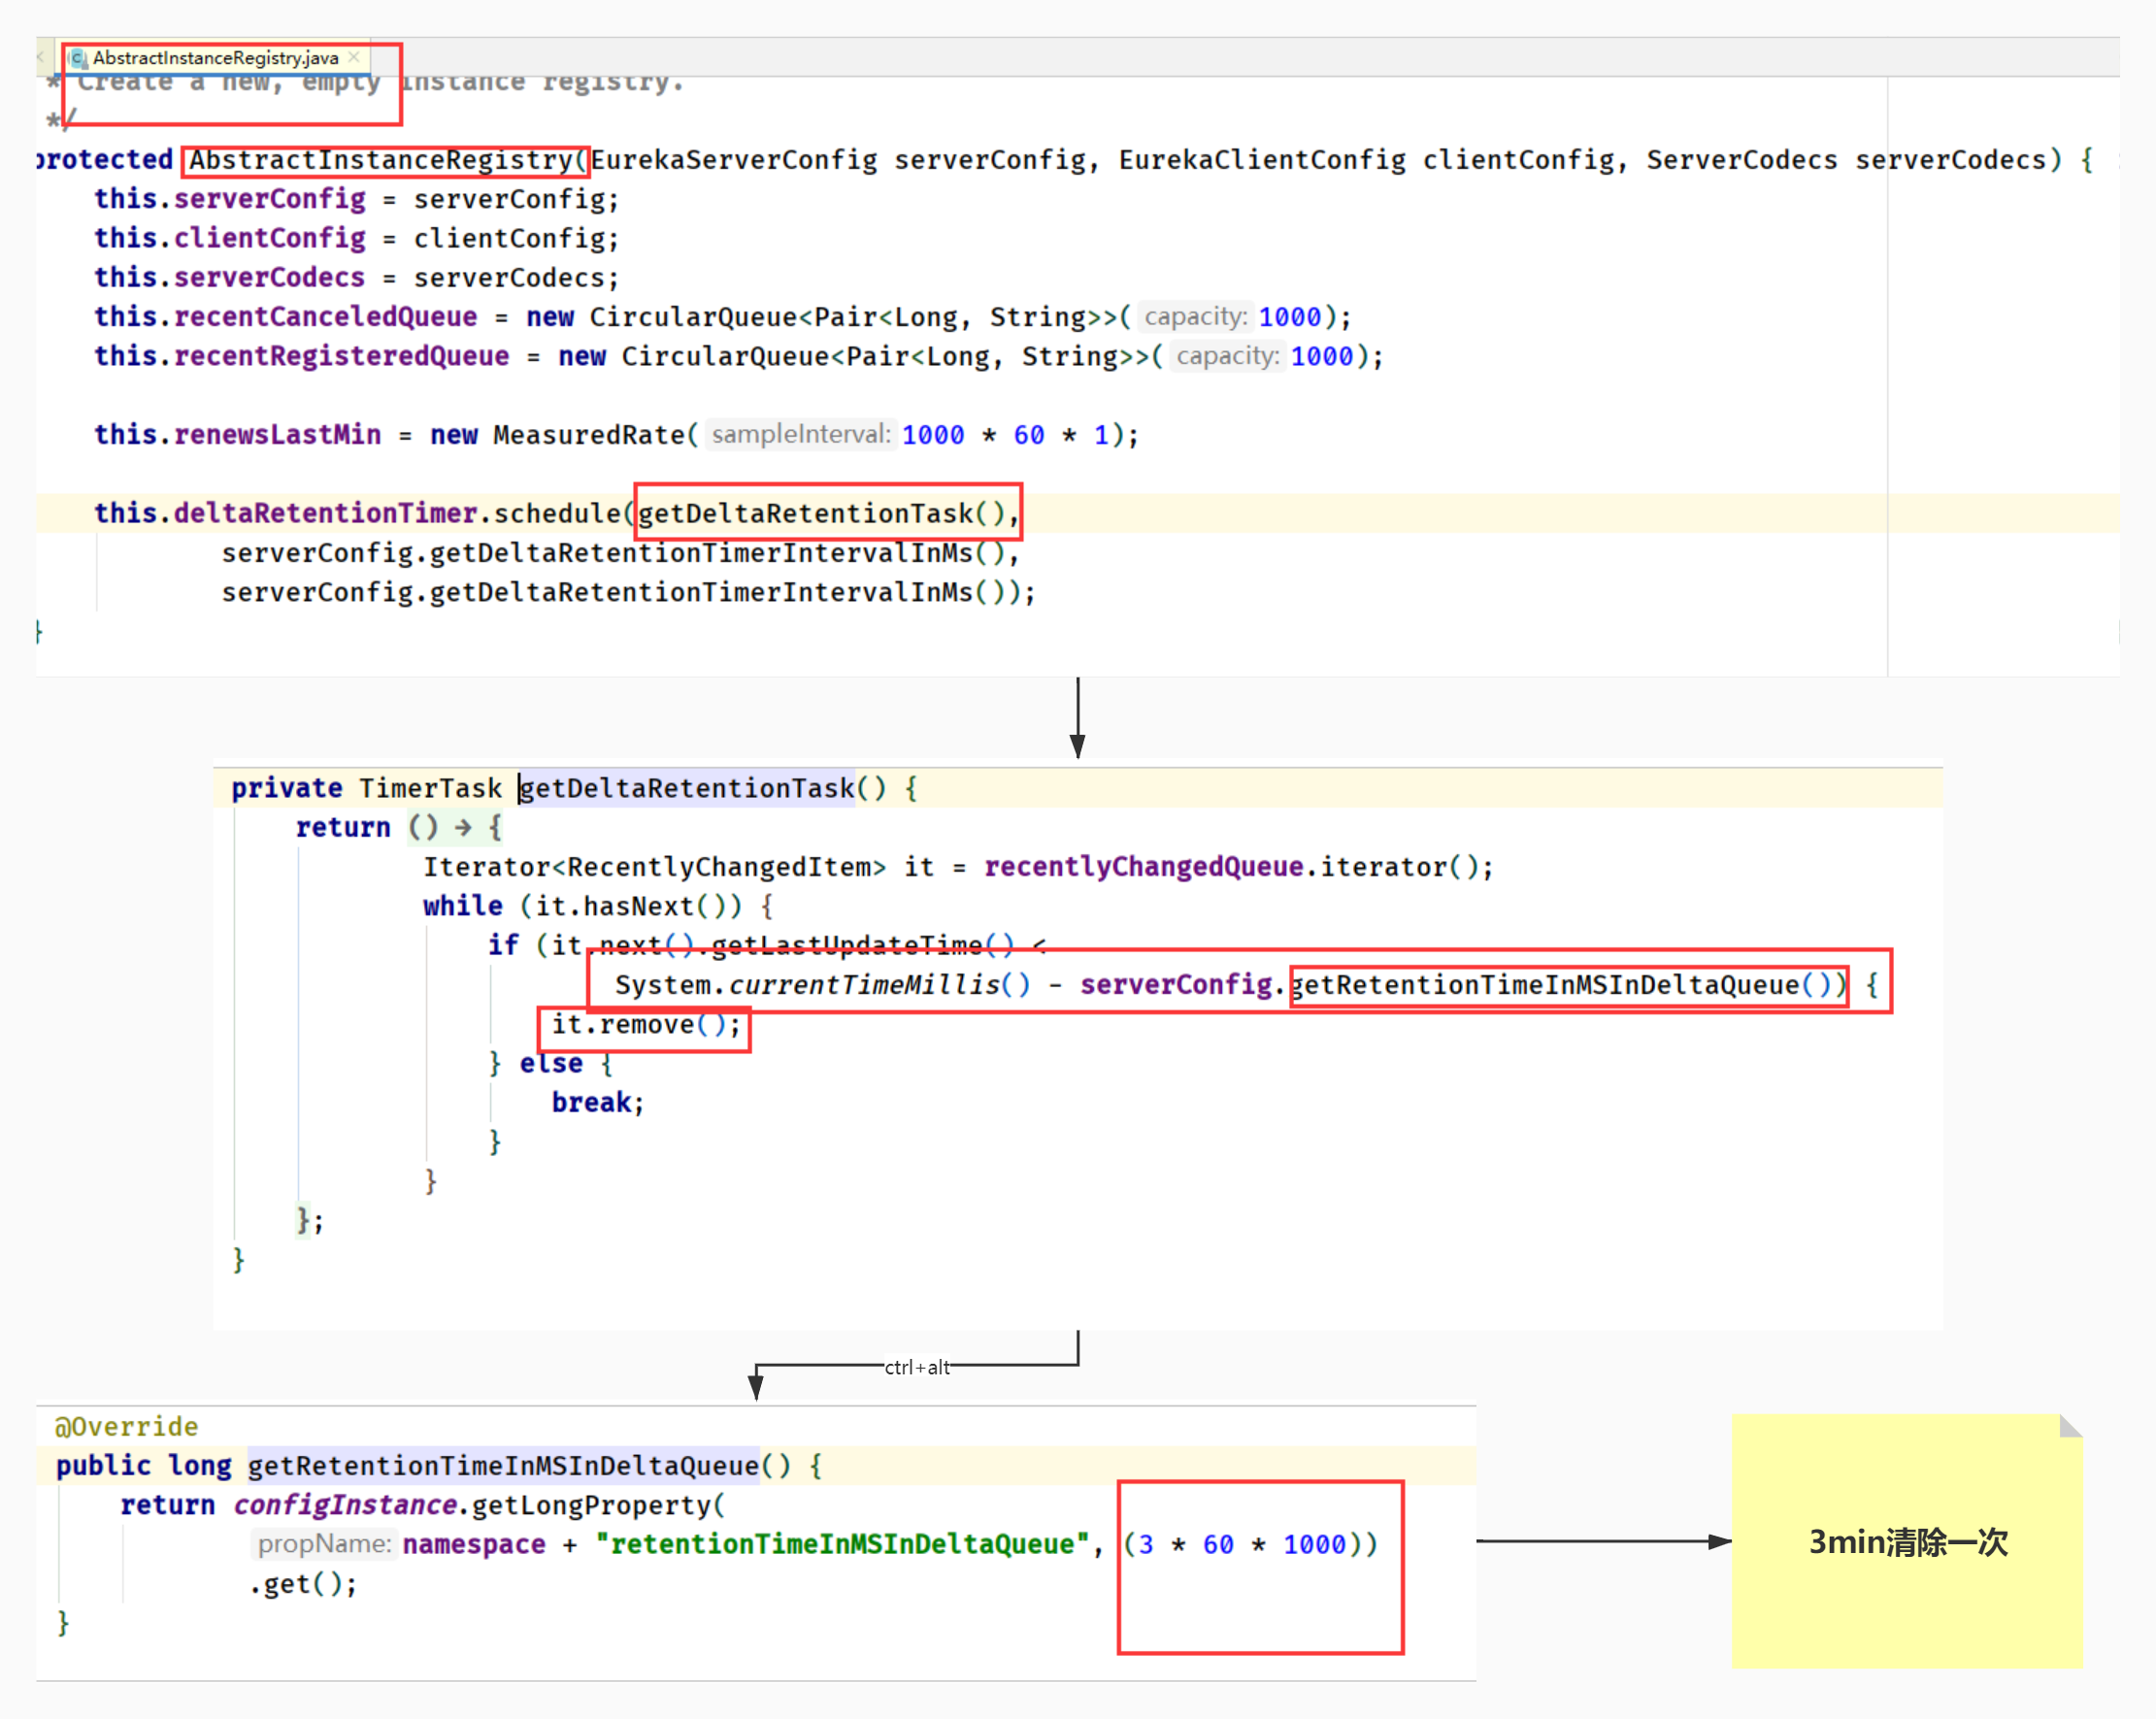 AbstractInstanceRegistry.java
* Create a new, empty instance registry.
*/
protected AbstractInstanceRegistry(EurekaServerConfig serverConfig, EurekaClientConfig clientConfig, ServerCodecs serverCodecs) {
this.serverConfig = serverConfig;
this.clientConfig = clientConfig;
this.serverCodecs = serverCodecs;
this.recentCanceledQueue = new CircularQueue<Pair<Long, String>>( capacity: 1000);
this.recentRegisteredQueue = new CircularQueue<Pair<Long, String>>( capacity: 1000);
this.renewsLastMin = new MeasuredRate( sampleInterval: 1000 * 60 * 1);
this.deltaRetentionTimer.schedule(getDeltaRetentionTask(),
serverConfig.getDeltaRetentionTimerIntervalInMs(),
serverConfig.getDeltaRetentionTimerIntervalInMs());
}
private TimerTask getDeltaRetentionTask() {
return () → {
Iterator<RecentlyChangedItem> it = recentlyChangedQueue.iterator();
while (it.hasNext()) {
if (it.next().getLastUpdateTime() <
System.currentTimeMillis() - serverConfig.getRetentionTimeInMSInDeltaQueue()) {
it.remove();
} else {
break;
}
}
};
}
ctrl+alt
@Override
public long getRetentionTimeInMSInDeltaQueue() {
return configInstance.getLongProperty(
propName: namespace + "retentionTimeInMSInDeltaQueue", (3 * 60 * 1000))
.get();
}
3min清除一次